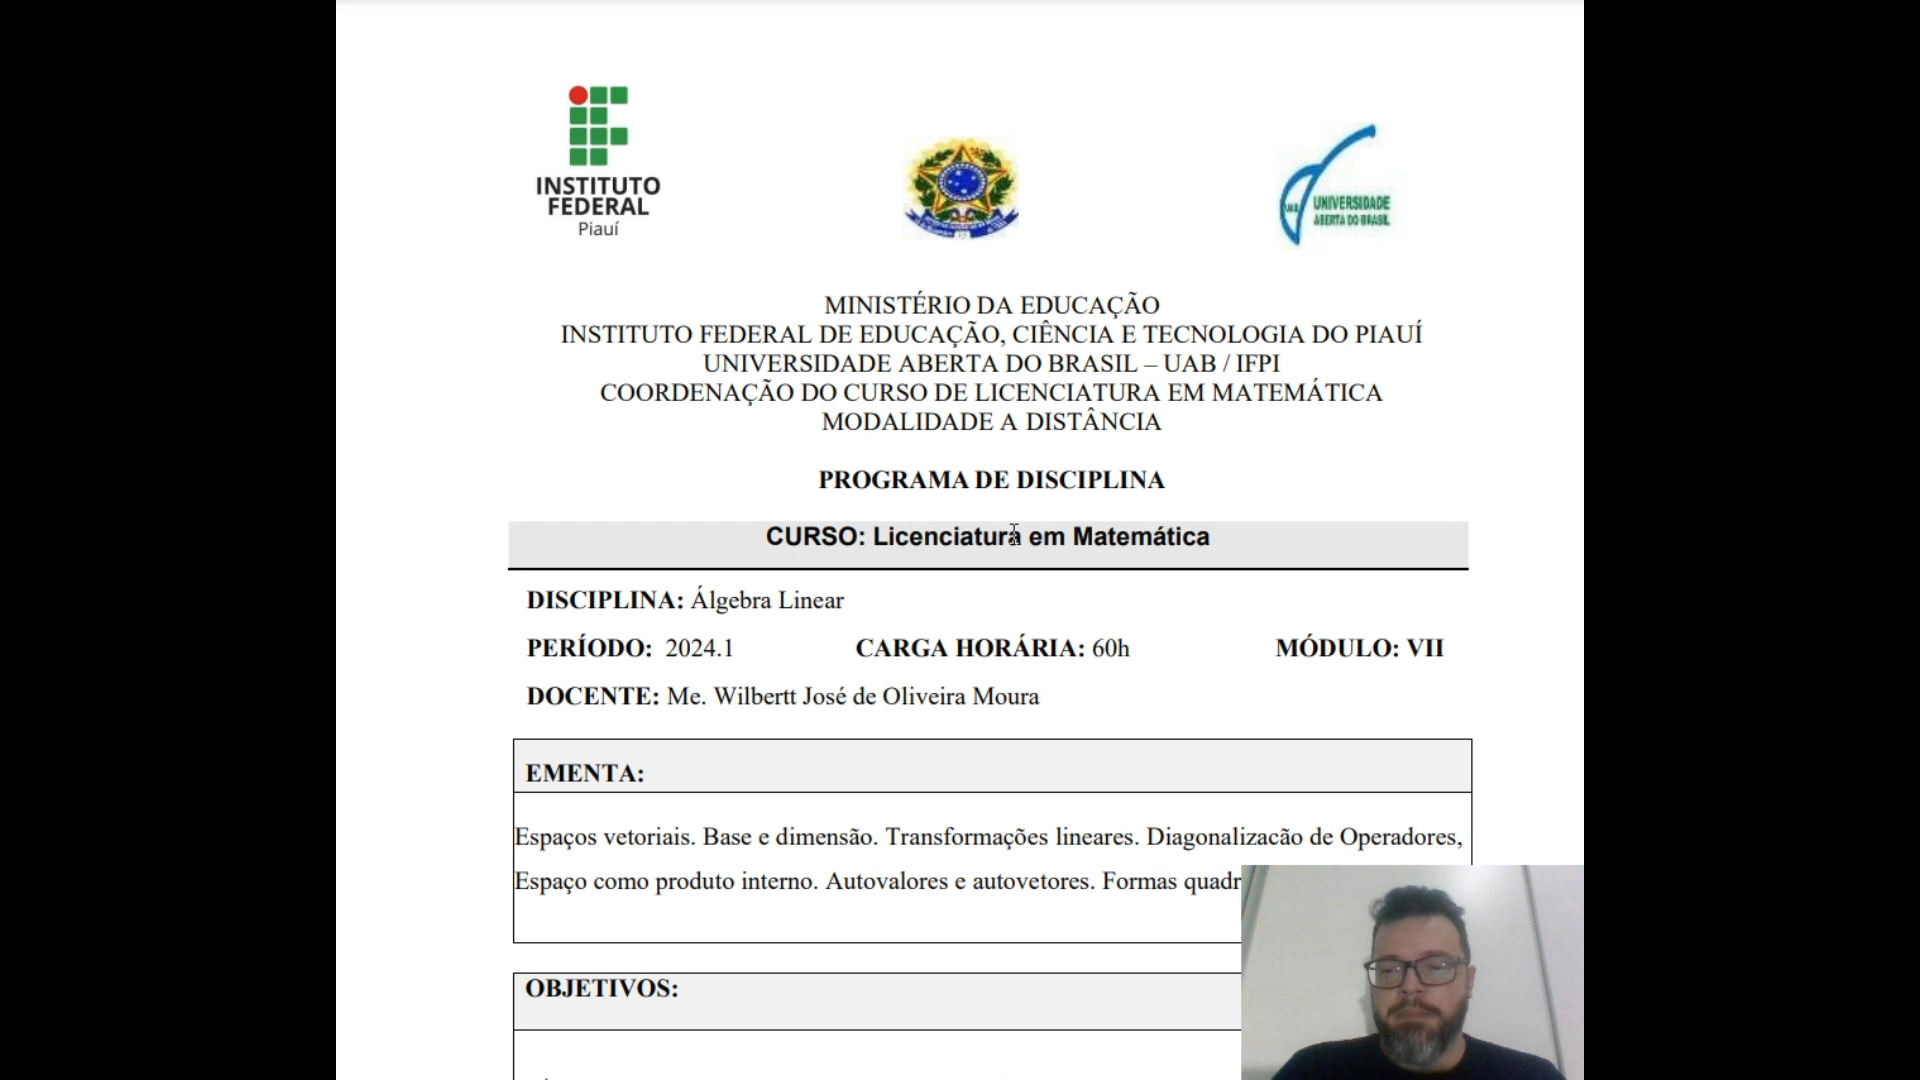 INSTITUTO
FEDERAL
Piauí
UNIVERSIDADE
ABERTA DO BRASIL
MINISTÉRIO DA EDUCAÇÃO
INSTITUTO FEDERAL DE EDUCAÇÃO, CIÊNCIA E TECNOLOGIA DO PIAUÍ
UNIVERSIDADE ABERTA DO BRASIL – UAB / IFPI
COORDENAÇÃO DO CURSO DE LICENCIATURA EM MATEMÁTICA
MODALIDADE A DISTÂNCIA
PROGRAMA DE DISCIPLINA
CURSO: Licenciatura em Matemática
DISCIPLINA: Álgebra Linear
PERÍODO: 2024.1 CARGA HORÁRIA: 60h MÓDULO: VII
DOCENTE: Me. Wilbertt José de Oliveira Moura
EMENTA:
Espaços vetoriais. Base e dimensão. Transformações lineares. Diagonalizacão de Operadores,
Espaço como produto interno. Autovalores e autovetores. Formas quadr
OBJETIVOS: